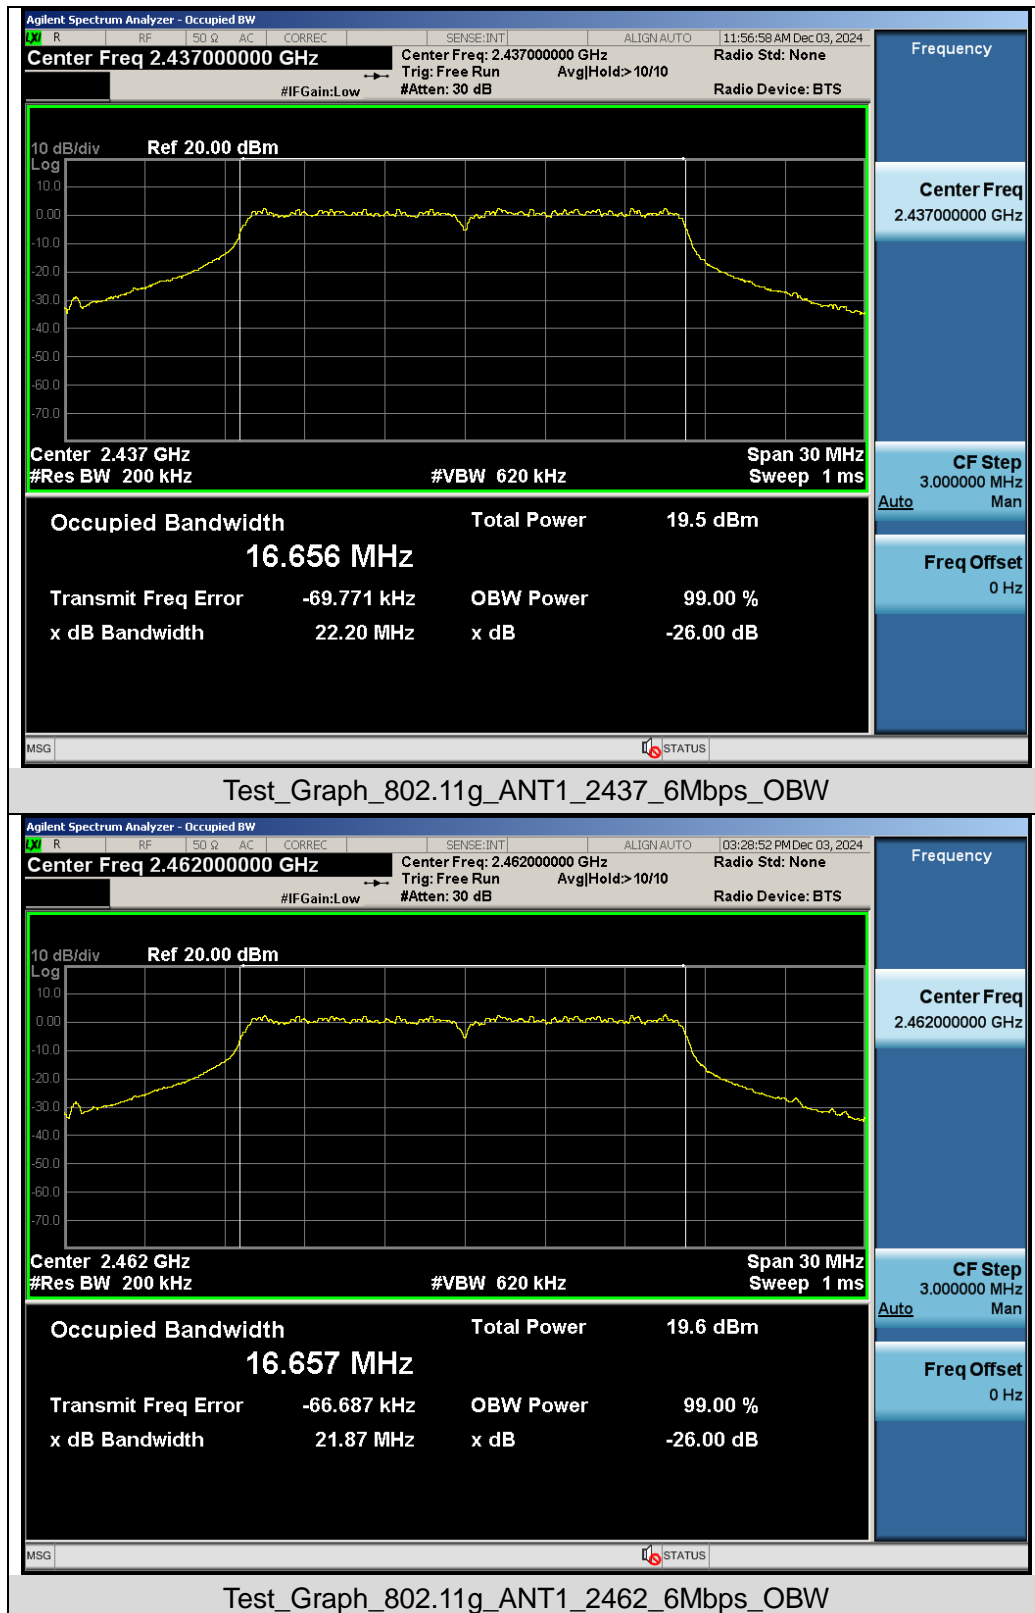 Agilent Spectrum Analyzer - Occupied BW
LXI R RF 50 Ω AC CORREC SENSE:INT ALIGN AUTO 11:56:58 AM Dec 03, 2024
Center Freq 2.437000000 GHz Center Freq: 2.437000000 GHz Radio Std: None
Trig: Free Run Avg|Hold:>10/10
#IFGain:Low #Atten: 30 dB Radio Device: BTS
Frequency
10 dB/div Ref 20.00 dBm
Log
10.0
0.00
-10.0
-20.0
-30.0
-40.0
-50.0
-60.0
-70.0
Center 2.437 GHz Span 30 MHz
#Res BW 200 kHz #VBW 620 kHz Sweep 1 ms
Center Freq
2.437000000 GHz
CF Step
3.000000 MHz
Auto Man
Freq Offset
0 Hz
Occupied Bandwidth Total Power 19.5 dBm
16.656 MHz
Transmit Freq Error -69.771 kHz OBW Power 99.00 %
x dB Bandwidth 22.20 MHz x dB -26.00 dB
MSG STATUS
Test_Graph_802.11g_ANT1_2437_6Mbps_OBW
Agilent Spectrum Analyzer - Occupied BW
LXI R RF 50 Ω AC CORREC SENSE:INT ALIGN AUTO 03:28:52 PM Dec 03, 2024
Center Freq 2.462000000 GHz Center Freq: 2.462000000 GHz Radio Std: None
Trig: Free Run Avg|Hold:>10/10
#IFGain:Low #Atten: 30 dB Radio Device: BTS
Frequency
10 dB/div Ref 20.00 dBm
Log
10.0
0.00
-10.0
-20.0
-30.0
-40.0
-50.0
-60.0
-70.0
Center 2.462 GHz Span 30 MHz
#Res BW 200 kHz #VBW 620 kHz Sweep 1 ms
Center Freq
2.462000000 GHz
CF Step
3.000000 MHz
Auto Man
Freq Offset
0 Hz
Occupied Bandwidth Total Power 19.6 dBm
16.657 MHz
Transmit Freq Error -66.687 kHz OBW Power 99.00 %
x dB Bandwidth 21.87 MHz x dB -26.00 dB
MSG STATUS
Test_Graph_802.11g_ANT1_2462_6Mbps_OBW